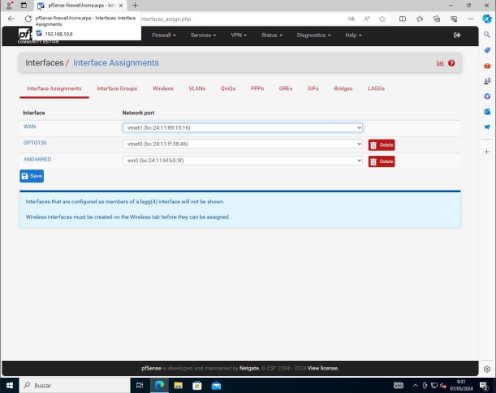 pfSense-firewall.home.arpa - Int
pfSense-firewall.home.arpa - Interfaces: Interface
Assignments
192.168.10.8
interfaces_assign.php
COMMUNITY EDITION
Firewall
Services
VPN
Status
Diagnostics
Help
Interfaces / Interface Assignments
Interface Assignments
Interface Groups
Wireless
VLANs
QinQs
PPPs
GREs
GIFs
Bridges
LAGGs
Interface
Network port
WAN
vtnet1 (bc:24:11:89:15:16)
DPTO136
vtnet0 (bc:24:11:ff:38:46)
Delete
ANDARRED
em0 (bc:24:11:bf:b5:5f)
Delete
Save
Interfaces that are configured as members of a lagg(4) interface will not be shown.
Wireless interfaces must be created on the Wireless tab before they can be assigned.
pfSense is developed and maintained by Netgate. © ESF 2004 - 2024 View license.
Buscar
9:31
07/05/2024